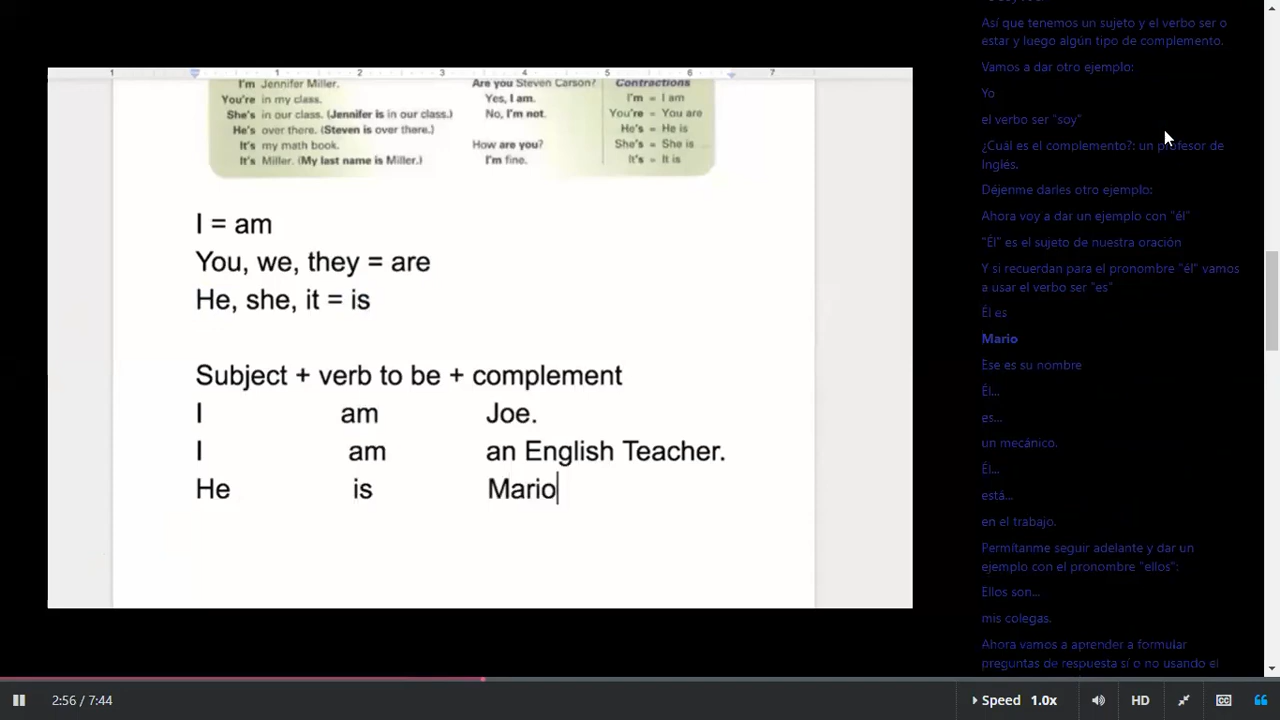 Así que tenemos un sujeto y el verbo ser o
estar y luego algún tipo de complemento.
Vamos a dar otro ejemplo:
Yo
el verbo ser "soy"
¿Cuál es el complemento?: un profesor de
Inglés.
Déjenme darles otro ejemplo:
Ahora voy a dar un ejemplo con "él"
"Él" es el sujeto de nuestra oración
Y si recuerdan para el pronombre "él" vamos
a usar el verbo ser "es"
Él es
Mario
Ese es su nombre
Él...
es...
un mecánico.
Él...
está...
en el trabajo.
Permítanme seguir adelante y dar un
ejemplo con el pronombre "ellos":
Ellos son...
mis colegas.
Ahora vamos a aprender a formular
preguntas de respuesta sí o no usando el
1 1 2 3 4 5 6 7
I'm Jennifer Miller.
You're in my class.
She's in our class. (Jennifer is in our class.)
He's over there. (Steven is over there.)
It's my math book.
It's Miller. (My last name is Miller.)
Are you Steven Carson?
Yes, I am.
No, I'm not.
How are you?
I'm fine.
Contractions
I'm = I am
You're = You are
He's = He is
She's = She is
It's = It is
I = am
You, we, they = are
He, she, it = is
Subject + verb to be + complement
I am Joe.
I am an English Teacher.
He is Mario
2:56 / 7:44
Speed 1.0x
HD
CC